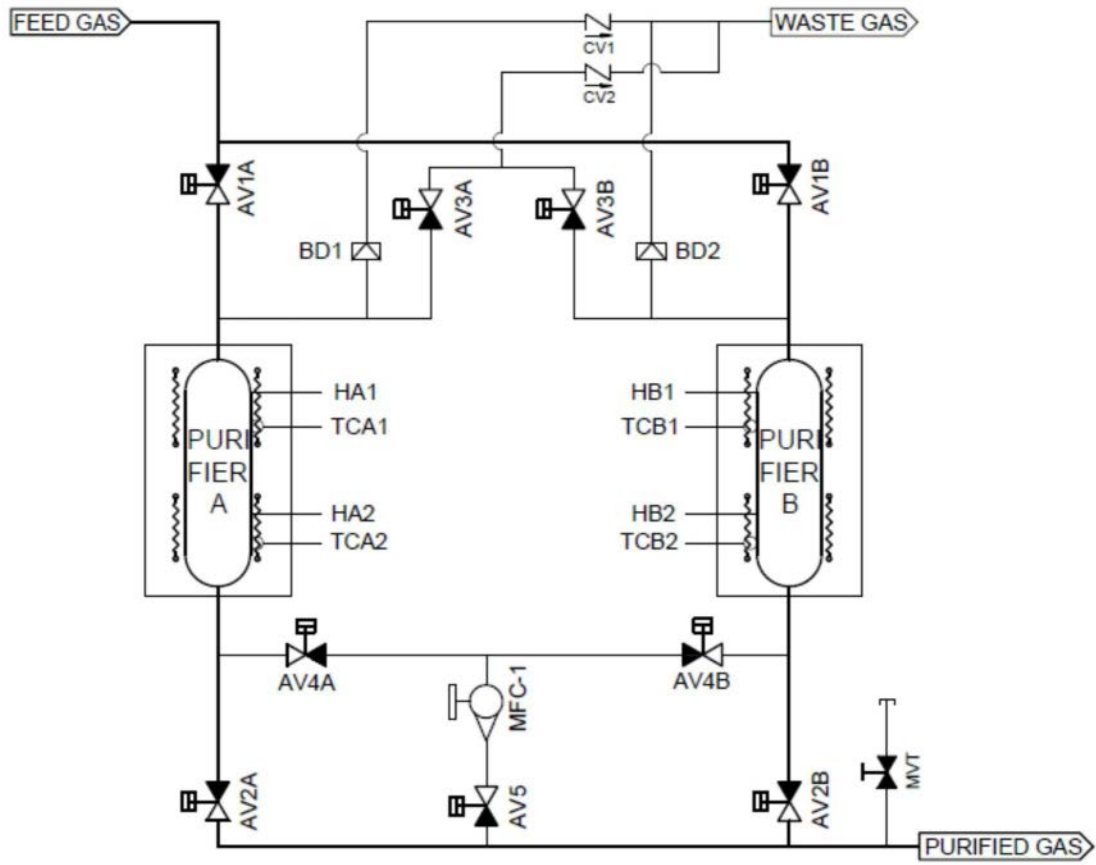 FEED GAS
WASTE GAS
CV1
CV2
AV1A
AV3A
AV3B
AV1B
BD1
BD2
HA1
TCA1
HA2
TCA2
PURI
FIER
A
HB1
TCB1
HB2
TCB2
PURI
FIER
B
AV4A
MFC-1
AV4B
AV2A
AV5
AV2B
MVT
PURIFIED GAS